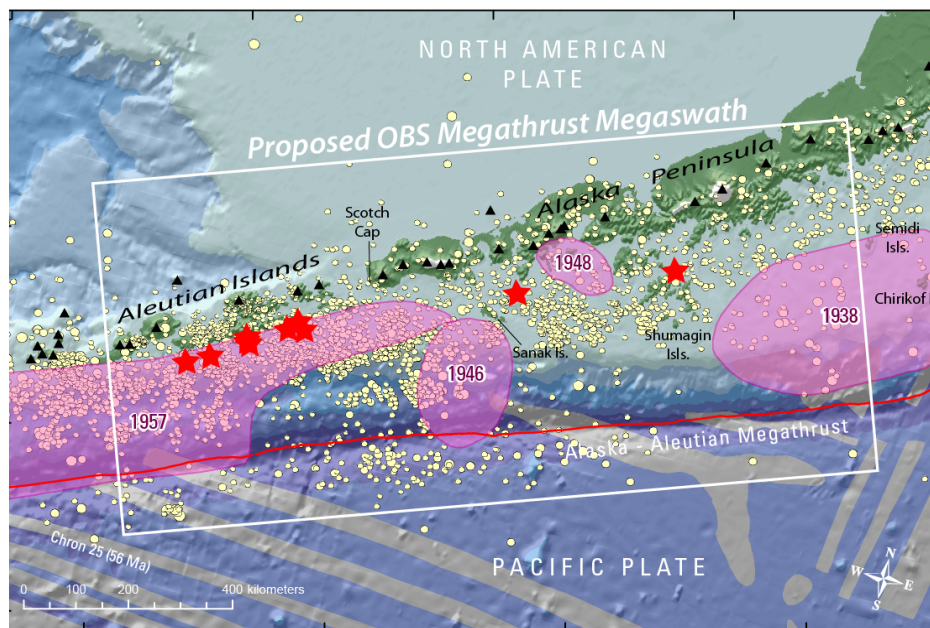 NORTH AMERICAN
PLATE
Proposed OBS Megathrust Megaswath
Peninsula
Alaska
Scotch
Cap
Semidi
Isls.
1948
Aleutian Islands
Chirikof
1938
Shumagin
Isls.
Sanak Is.
1946
1957
Alaska - Aleutian Megathrust
Chron 25 (56 Ma)
PACIFIC PLATE
N
W
E
S
0 100 200 400 kilometers